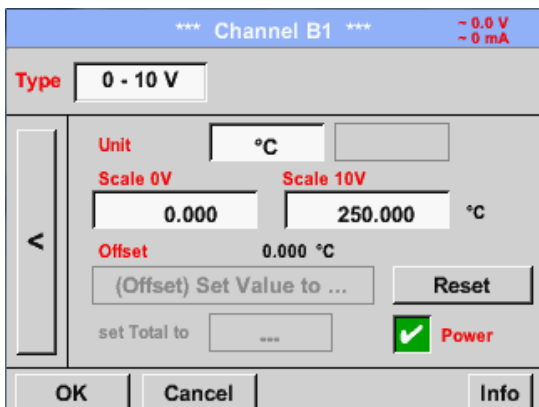 *** Channel B1 ***
~ 0.0 V
~ 0 mA
Type 0 - 10 V
Unit °C
Scale 0V Scale 10V
0.000 250.000 °C
<
Offset 0.000 °C
(Offset) Set Value to ... Reset
set Total to --- Power
OK Cancel Info